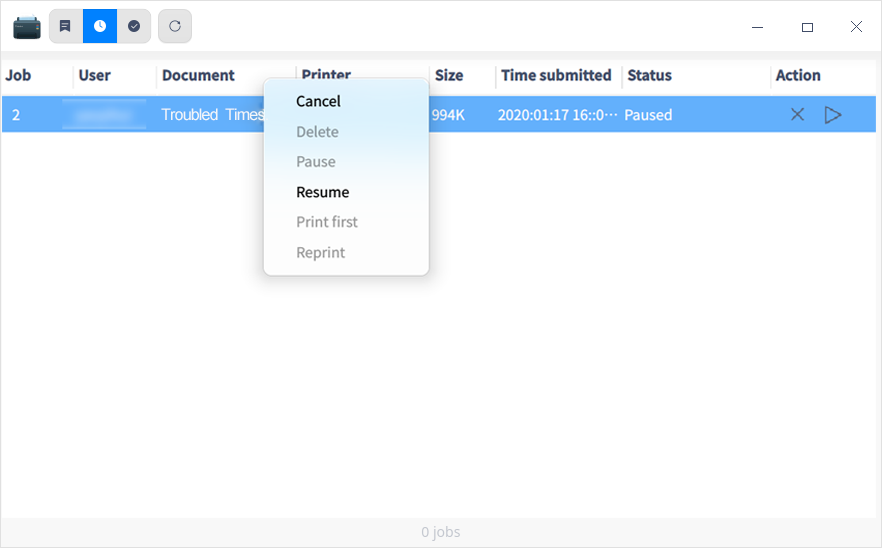 Job User Document Printer Size Time submitted Status Action
2 Troubled Times 994K 2020:01:17 16::0··· Paused
Cancel
Delete
Pause
Resume
Print first
Reprint
0 jobs